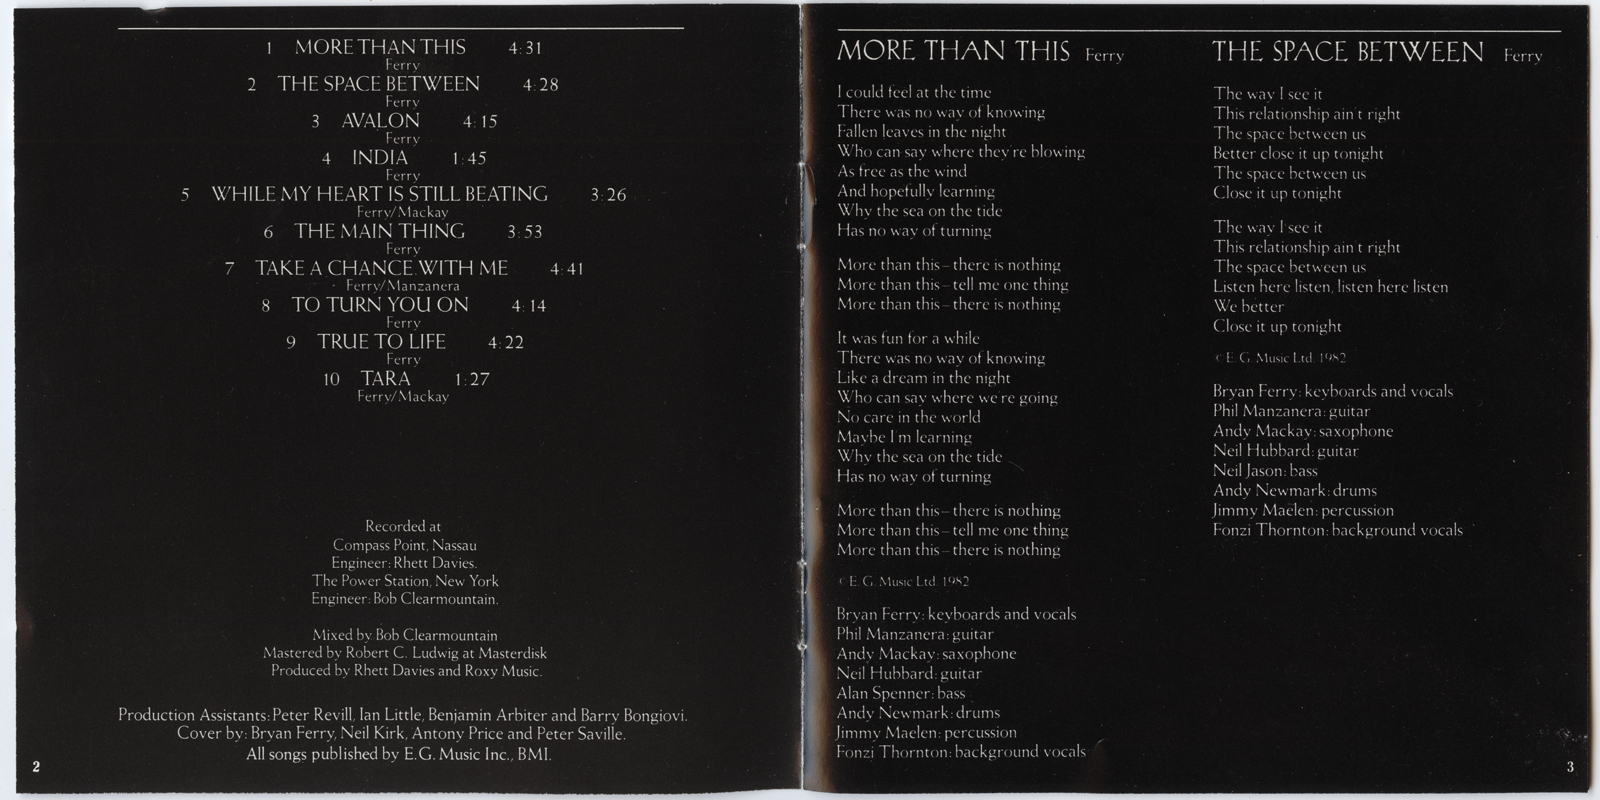 1 MORE THAN THIS 4:31
Ferry
2 THE SPACE BETWEEN 4:28
Ferry
3 AVALON 4:15
Ferry
4 INDIA 1:45
Ferry
5 WHILE MY HEART IS STILL BEATING 3:26
Ferry/Mackay
6 THE MAIN THING 3:53
Ferry
7 TAKE A CHANCE WITH ME 4:41
Ferry/Manzanera
8 TO TURN YOU ON 4:14
Ferry
9 TRUE TO LIFE 4:22
Ferry
10 TARA 1:27
Ferry/Mackay
Recorded at
Compass Point, Nassau
Engineer: Rhett Davies.
The Power Station, New York
Engineer: Bob Clearmountain.
Mixed by Bob Clearmountain
Mastered by Robert C. Ludwig at Masterdisk
Produced by Rhett Davies and Roxy Music.
Production Assistants: Peter Revill, Ian Little, Benjamin Arbiter and Barry Bongiovi.
Cover by: Bryan Ferry, Neil Kirk, Antony Price and Peter Saville.
All songs published by E.G. Music Inc., BMI.
2
MORE THAN THIS Ferry
I could feel at the time
There was no way of knowing
Fallen leaves in the night
Who can say where they're blowing
As free as the wind
And hopefully learning
Why the sea on the tide
Has no way of turning
More than this – there is nothing
More than this – tell me one thing
More than this – there is nothing
It was fun for a while
There was no way of knowing
Like a dream in the night
Who can say where we're going
No care in the world
Maybe I'm learning
Why the sea on the tide
Has no way of turning
More than this – there is nothing
More than this – tell me one thing
More than this – there is nothing
© E.G. Music Ltd. 1982
Bryan Ferry: keyboards and vocals
Phil Manzanera: guitar
Andy Mackay: saxophone
Neil Hubbard: guitar
Alan Spenner: bass
Andy Newmark: drums
Jimmy Maelen: percussion
Fonzi Thornton: background vocals
THE SPACE BETWEEN Ferry
The way I see it
This relationship ain't right
The space between us
Better close it up tonight
The space between us
Close it up tonight
The way I see it
This relationship ain't right
The space between us
Listen here listen, listen here listen
We better
Close it up tonight
© E.G. Music Ltd. 1982
Bryan Ferry: keyboards and vocals
Phil Manzanera: guitar
Andy Mackay: saxophone
Neil Hubbard: guitar
Neil Jason: bass
Andy Newmark: drums
Jimmy Maelen: percussion
Fonzi Thornton: background vocals
3